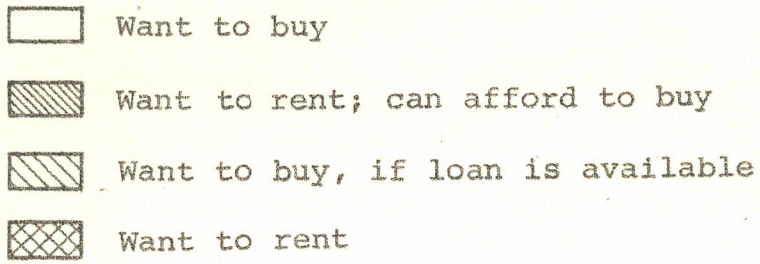 Want to buy
Want to rent; can afford to buy
Want to buy, if loan is available
Want to rent